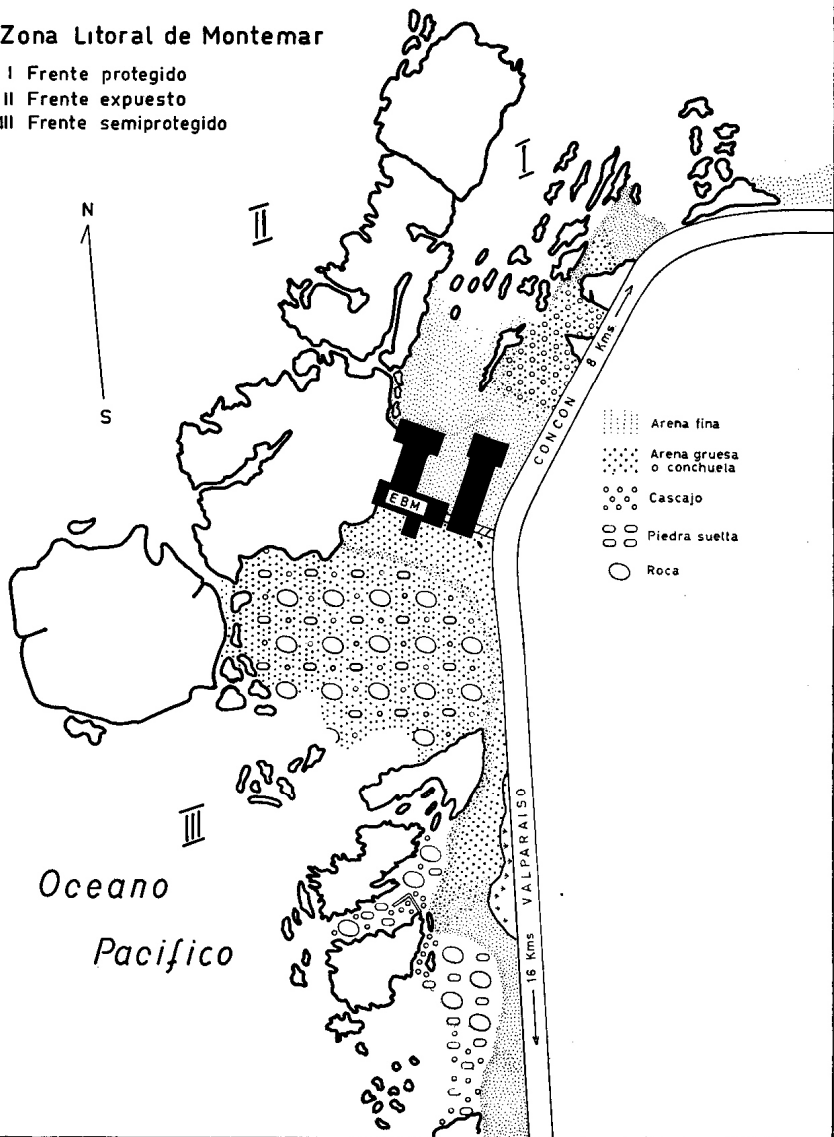 Zona Litoral de Montemar
I Frente protegido
II Frente expuesto
III Frente semiprotegido
I
II
N
S
CONCON 8 Kms
Arena fina
Arena gruesa
o conchuela
Cascajo
Piedra suelta
Roca
EBM
III
VALPARAISO
16 Kms
Oceano
Pacifico